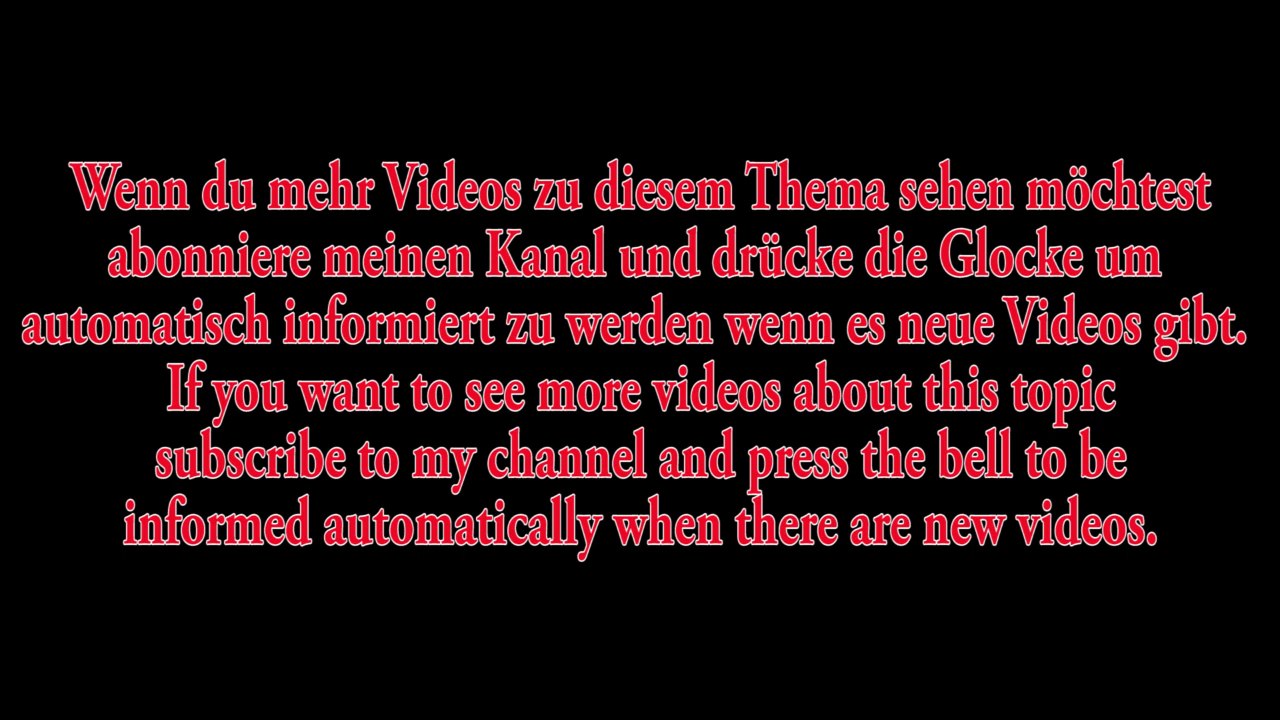 Wenn du mehr Videos zu diesem Thema sehen möchtest
abonniere meinen Kanal und drücke die Glocke um
automatisch informiert zu werden wenn es neue Videos gibt.
If you want to see more videos about this topic
subscribe to my channel and press the bell to be
informed automatically when there are new videos.